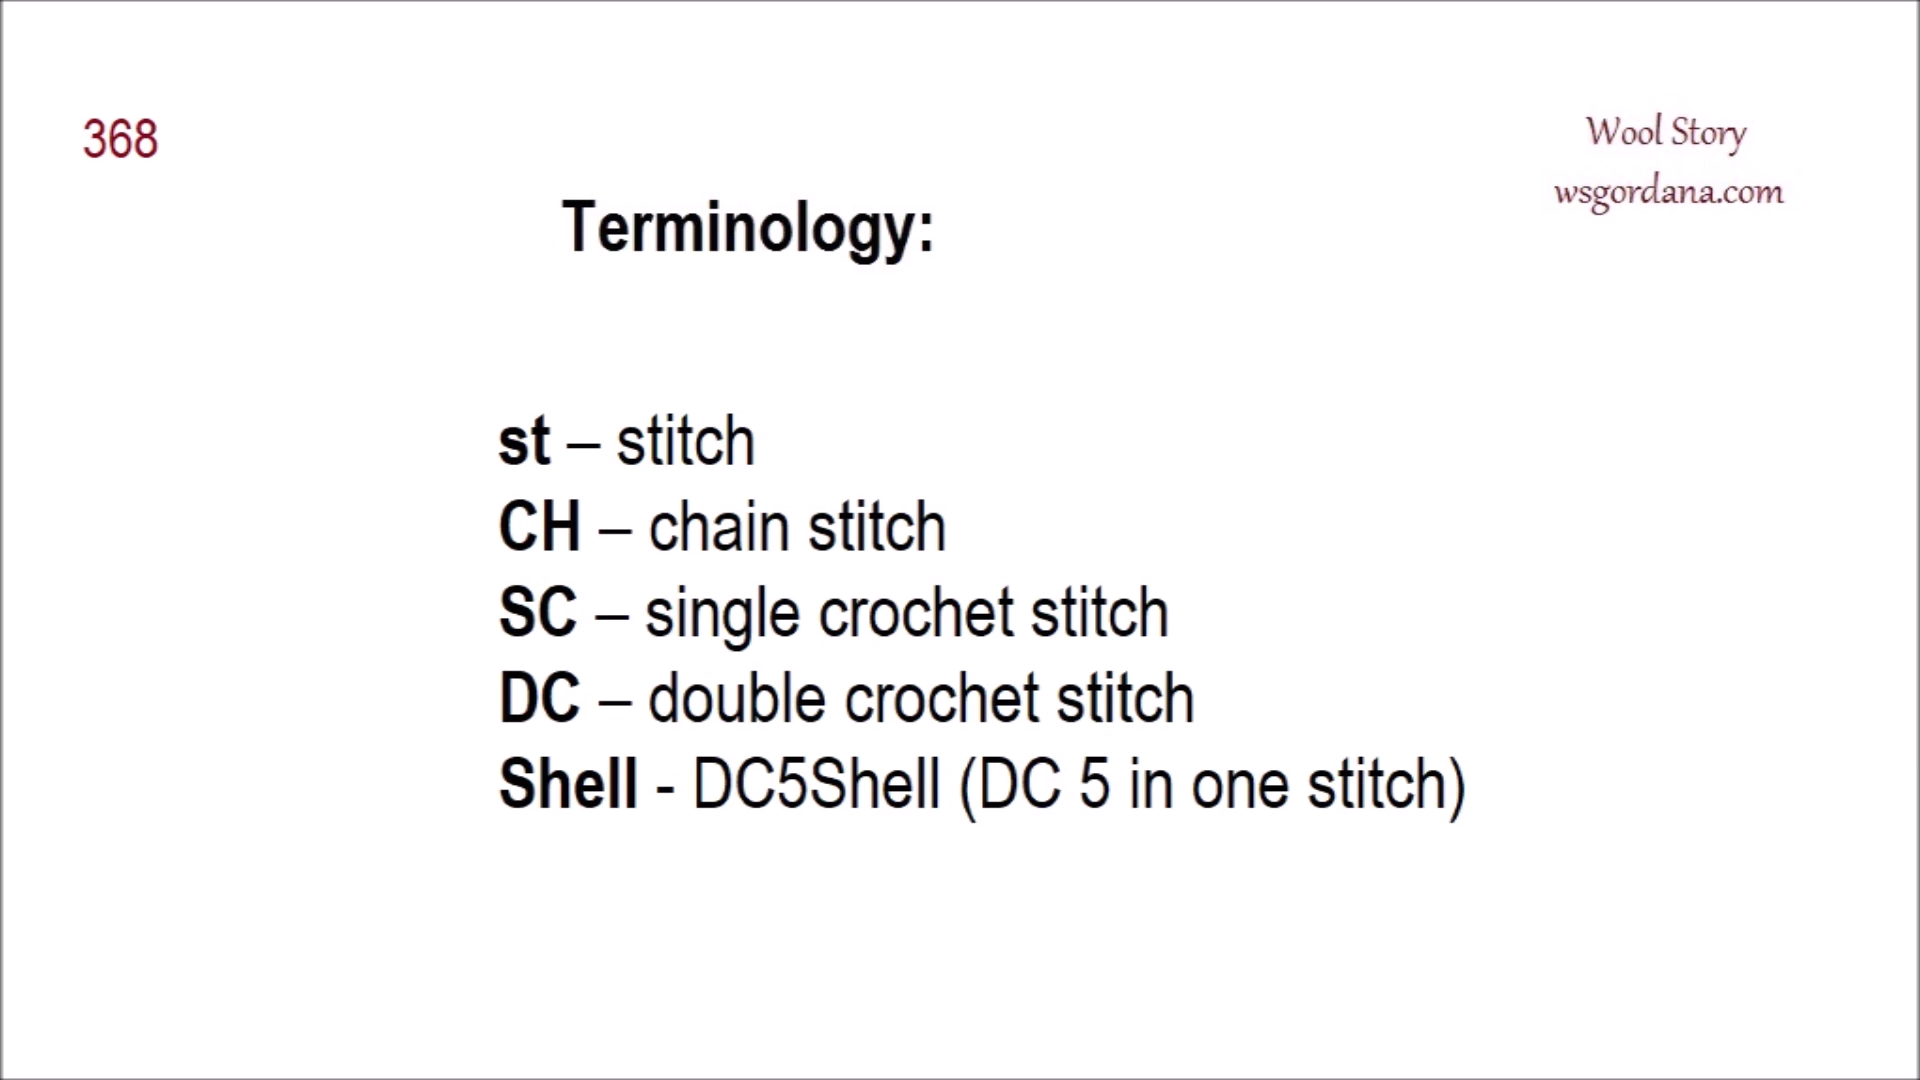 368
Wool Story
wsgordana.com
Terminology:
st – stitch
CH – chain stitch
SC – single crochet stitch
DC – double crochet stitch
Shell - DC5Shell (DC 5 in one stitch)